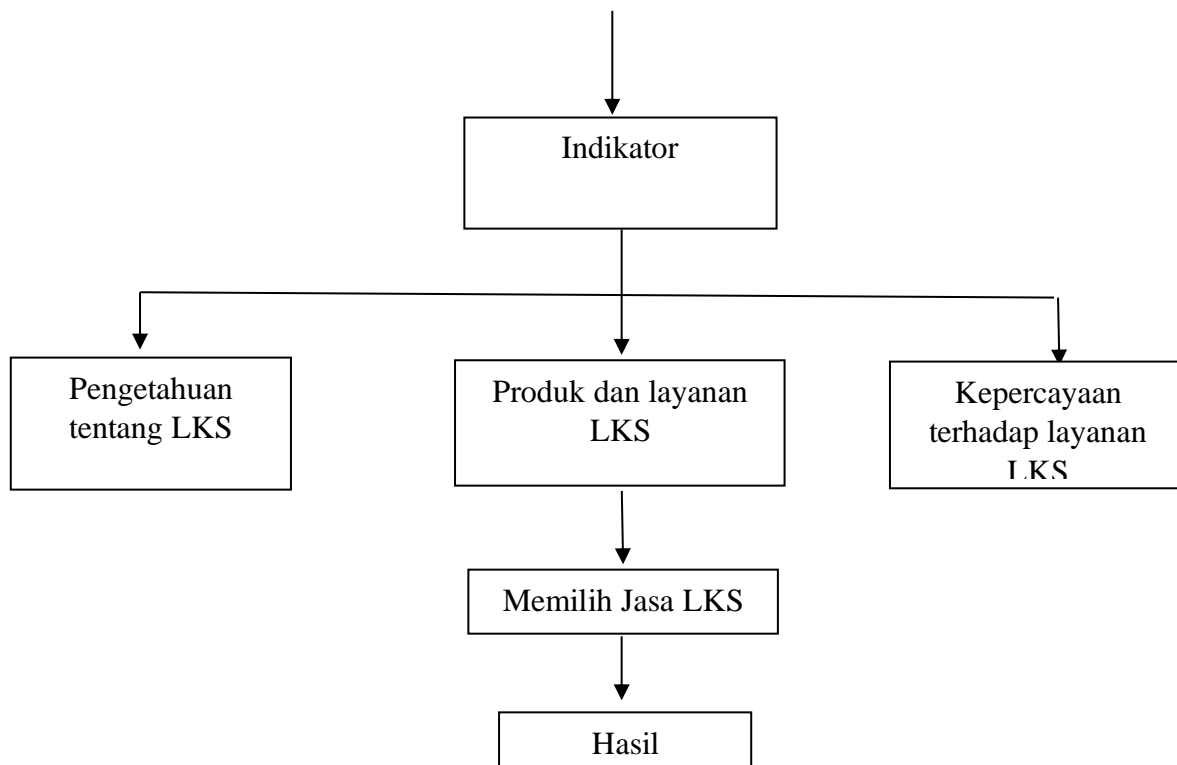 Indikator
Pengetahuan
tentang LKS
Produk dan layanan
LKS
Kepercayaan
terhadap layanan
LKS
Memilih Jasa LKS
Hasil